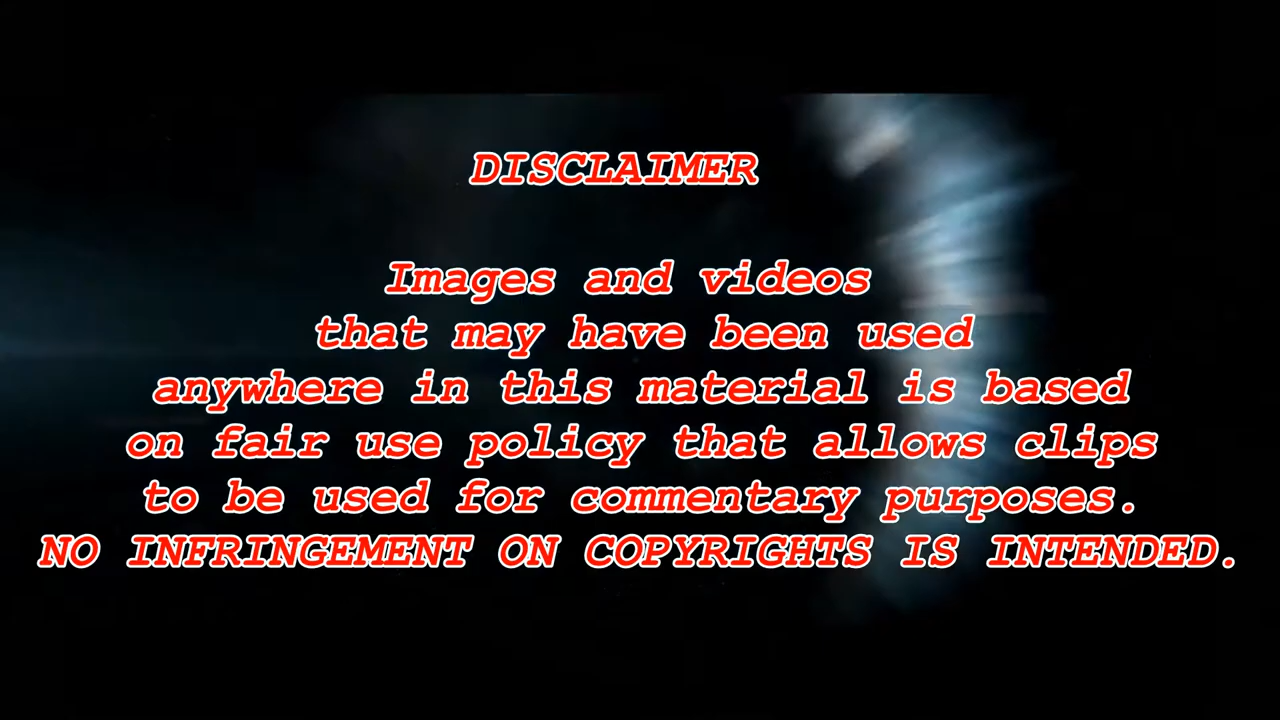 DISCLAIMER
Images and videos
that may have been used
anywhere in this material is based
on fair use policy that allows clips
to be used for commentary purposes.
NO INFRINGEMENT ON COPYRIGHTS IS INTENDED.